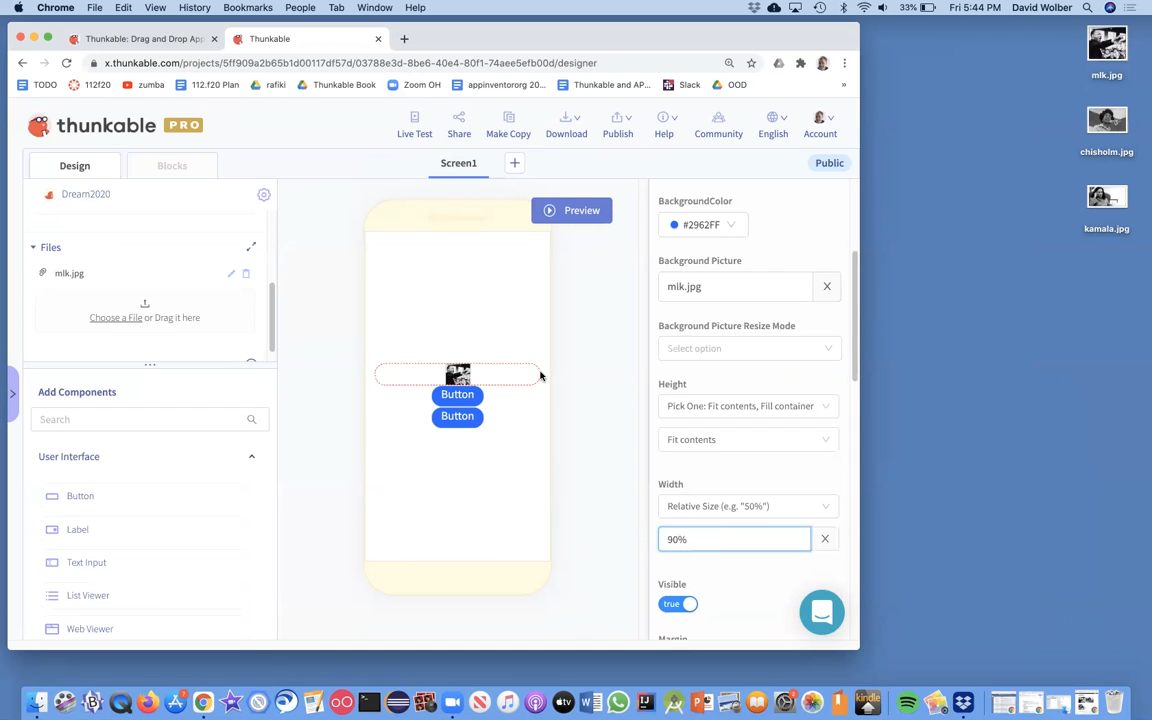 Chrome File Edit View History Bookmarks People Tab Window Help 33% Fri 5:44 PM David Wolber
Thunkable: Drag and Drop App Thunkable
x.thunkable.com/projects/5ff909a2b65b1d00117df57d/03788e3d-8be6-40e4-80f1-74aee5efb00d/designer
TODO 112f20 zumba 112.f20 Plan rafiki Thunkable Book Zoom OH appinventororg 20... Thunkable and AP... Slack OOD »
thunkable PRO
Live Test Share Make Copy Download Publish Help Community English Account
Design Blocks Screen1 + Public
Dream2020
Files
mlk.jpg
Choose a File or Drag it here
Add Components
Search
User Interface
Button
Label
Text Input
List Viewer
Web Viewer
Preview
Button
Button
BackgroundColor
#2962FF
Background Picture
mlk.jpg X
Background Picture Resize Mode
Select option
Height
Pick One: Fit contents, Fill container
Fit contents
Width
Relative Size (e.g. "50%")
90% X
Visible
true
Margin
mlk.jpg
chisholm.jpg
kamala.jpg